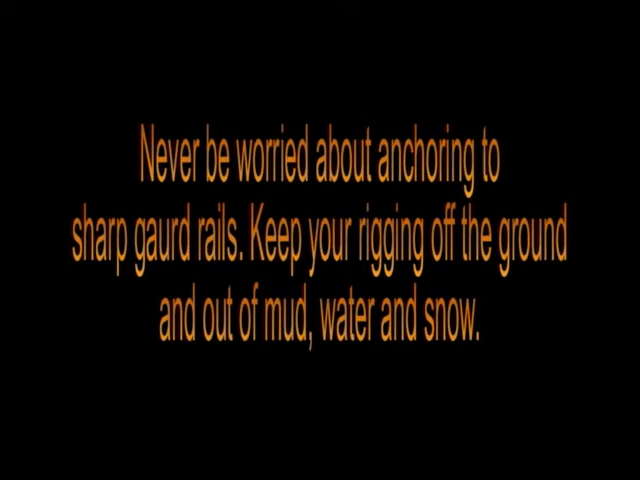 Never be worried about anchoring to
sharp gaurd rails. Keep your rigging off the ground
and out of mud, water and snow.